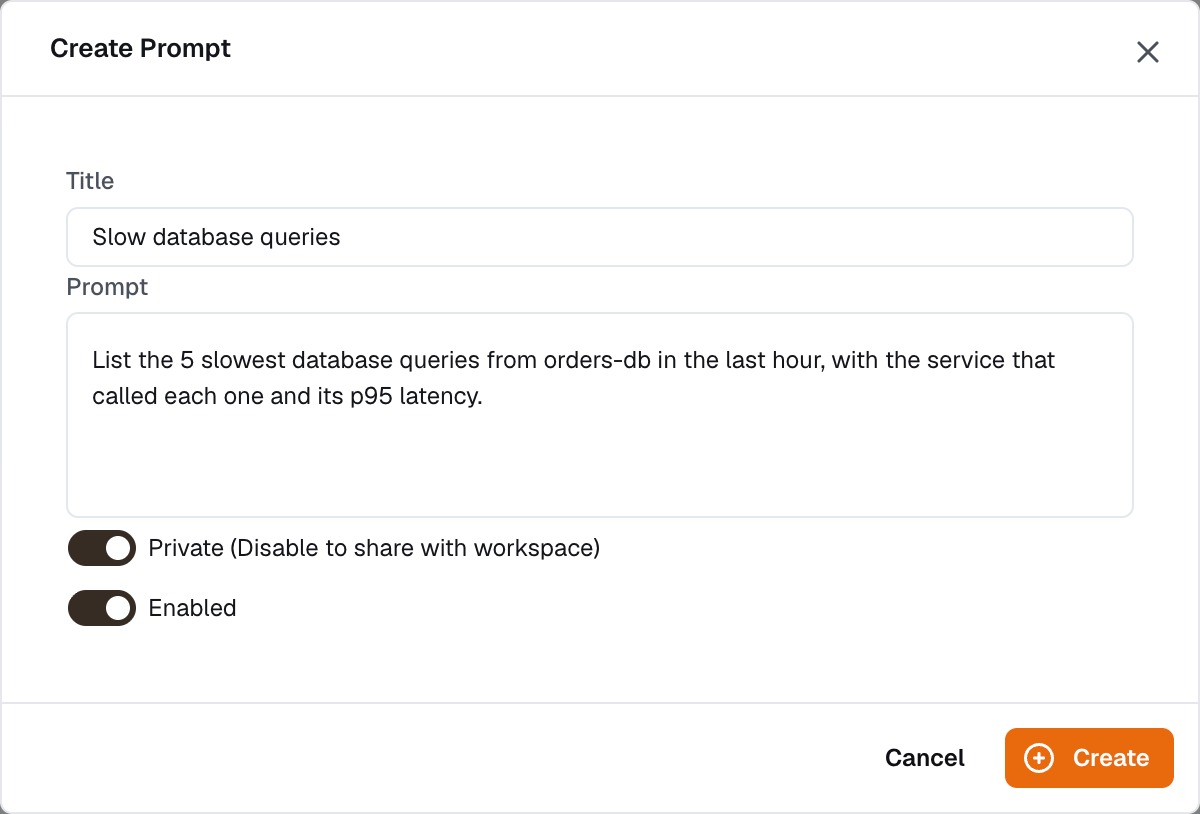 Create Prompt
Title
Slow database queries
Prompt
List the 5 slowest database queries from orders-db in the last hour, with the service that
called each one and its p95 latency.
Private (Disable to share with workspace)
Enabled
Cancel
Create